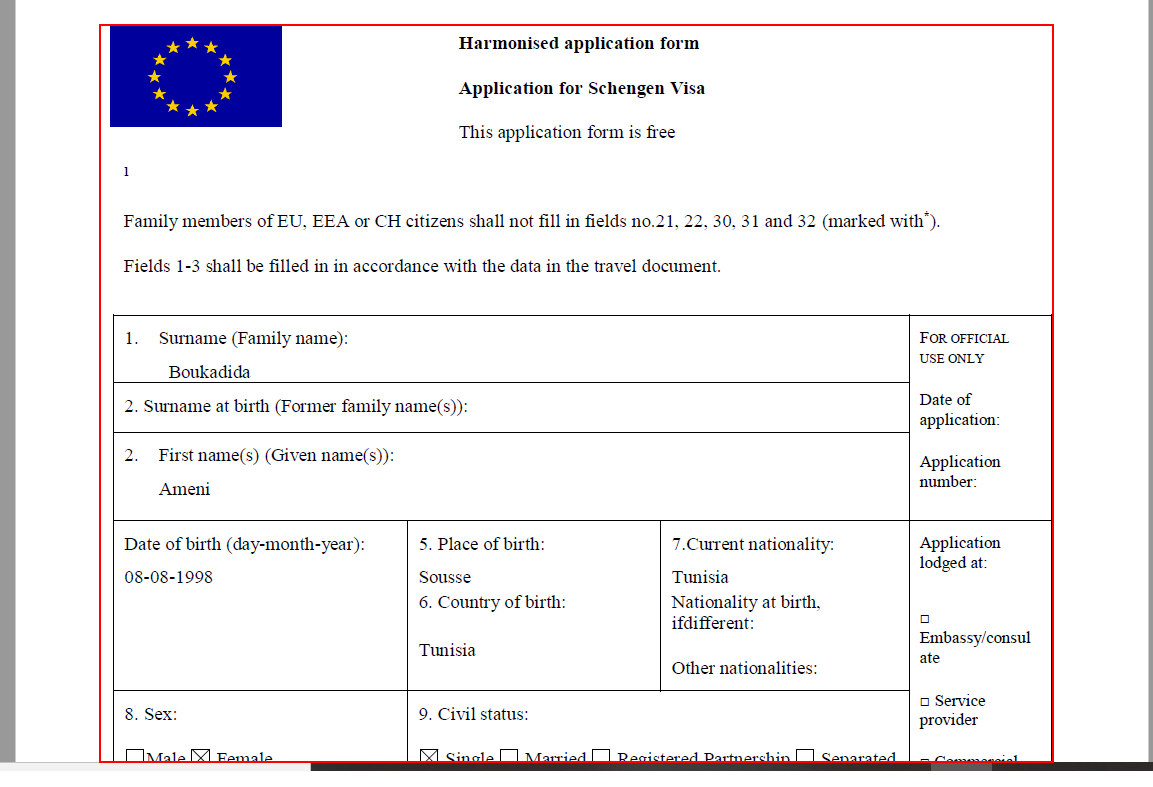 Harmonised application form
Application for Schengen Visa
This application form is free
1
Family members of EU, EEA or CH citizens shall not fill in fields no.21, 22, 30, 31 and 32 (marked with*).
Fields 1-3 shall be filled in in accordance with the data in the travel document.
1. Surname (Family name):
Boukadida
2. Surname at birth (Former family name(s)):
2. First name(s) (Given name(s)):
Ameni
FOR OFFICIAL
USE ONLY
Date of
application:
Application
number:
Date of birth (day-month-year):
08-08-1998
5. Place of birth:
Sousse
6. Country of birth:
Tunisia
7.Current nationality:
Tunisia
Nationality at birth,
ifdifferent:
Other nationalities:
Application
lodged at:
□
Embassy/consul
ate
□ Service
provider
□ Commercial
8. Sex:
☐Male ☒ Female
9. Civil status:
☒ Single ☐ Married ☐ Registered Partnership ☐ Separated